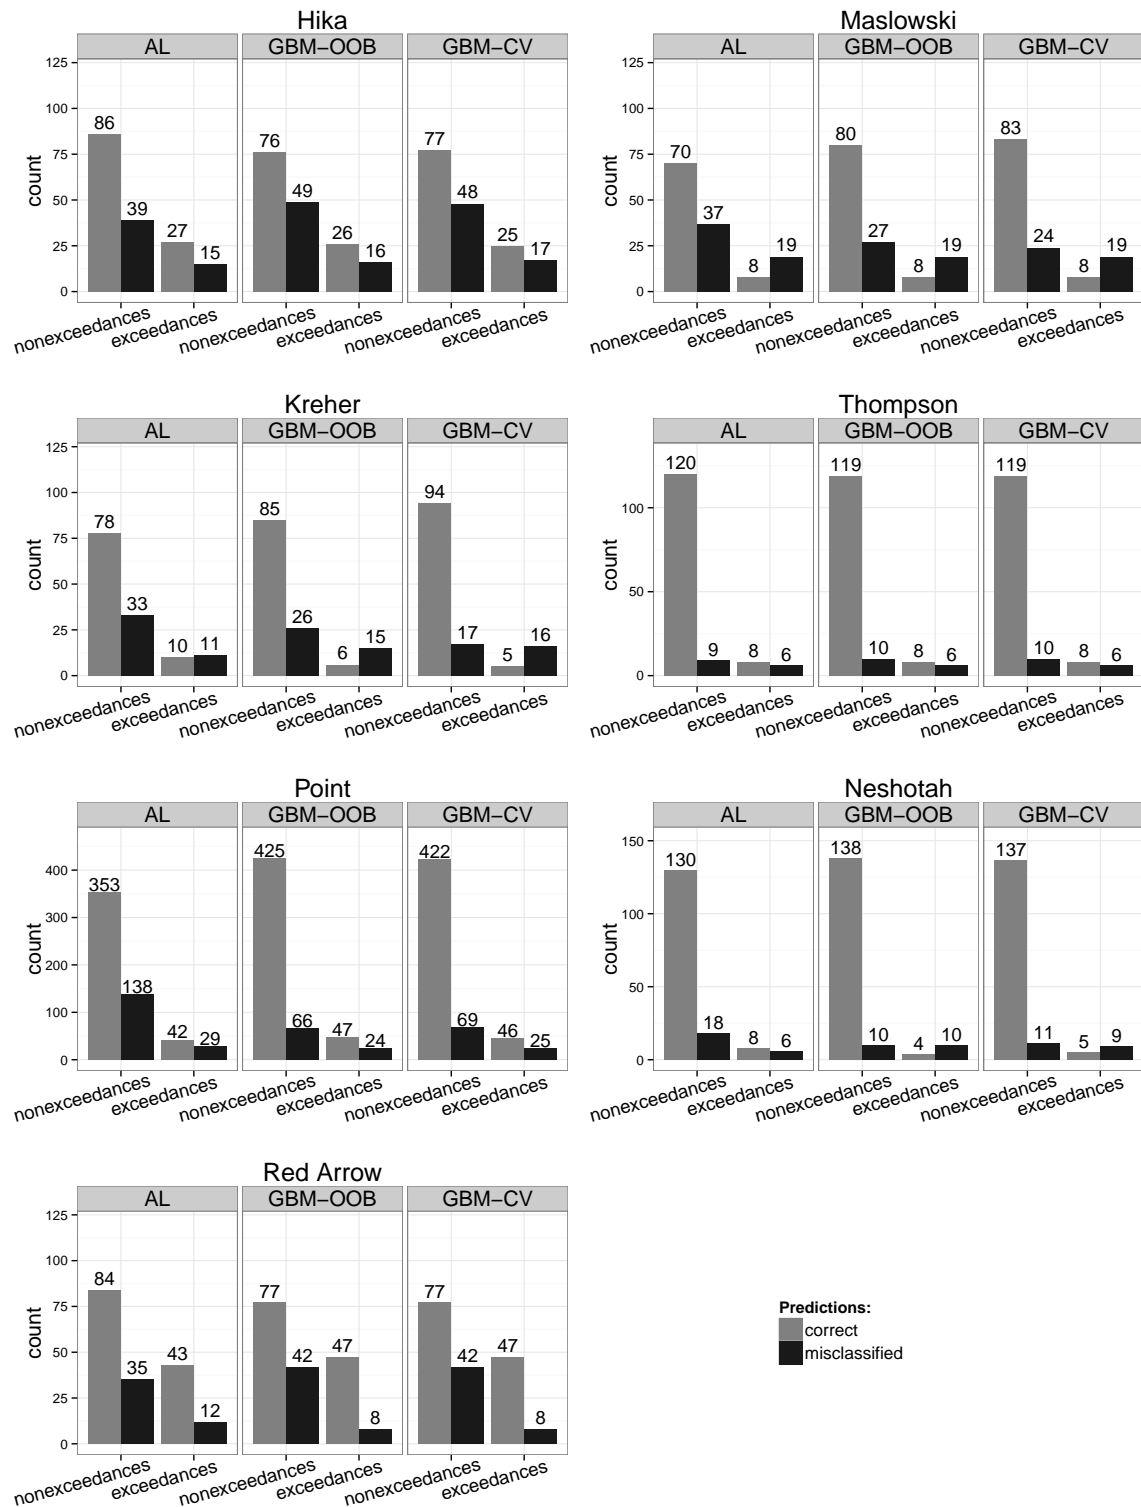 Hika
AL GBM−OOB GBM−CV
125
100
75
50
25
0
count
86 39 27 15
76 49 26 16
77 48 25 17
nonexceedances exceedances nonexceedances exceedances nonexceedances exceedances
Maslowski
AL GBM−OOB GBM−CV
125
100
75
50
25
0
count
70 37 8 19
80 27 8 19
83 24 8 19
nonexceedances exceedances nonexceedances exceedances nonexceedances exceedances
Kreher
AL GBM−OOB GBM−CV
125
100
75
50
25
0
count
78 33 10 11
85 26 6 15
94 17 5 16
nonexceedances exceedances nonexceedances exceedances nonexceedances exceedances
Thompson
AL GBM−OOB GBM−CV
100
50
0
count
120 9 8 6
119 10 8 6
119 10 8 6
nonexceedances exceedances nonexceedances exceedances nonexceedances exceedances
Point
AL GBM−OOB GBM−CV
400
300
200
100
0
count
353 138 42 29
425 66 47 24
422 69 46 25
nonexceedances exceedances nonexceedances exceedances nonexceedances exceedances
Neshotah
AL GBM−OOB GBM−CV
150
100
50
0
count
130 18 8 6
138 10 4 10
137 11 5 9
nonexceedances exceedances nonexceedances exceedances nonexceedances exceedances
Red Arrow
AL GBM−OOB GBM−CV
125
100
75
50
25
0
count
84 35 43 12
77 42 47 8
77 42 47 8
nonexceedances exceedances nonexceedances exceedances nonexceedances exceedances
Predictions:
correct
misclassified